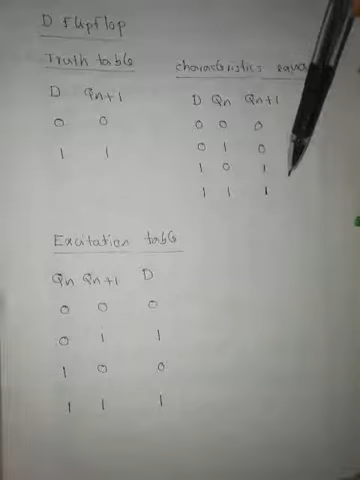 D Flipflop
Truth table
D Qn+1
0 0
1 1
characteristics
D Qn Qn+1
0 0 0
0 1 0
1 0 1
1 1 1
Excitation table
Qn Qn+1 D
0 0 0
0 1 1
1 0 0
1 1 1